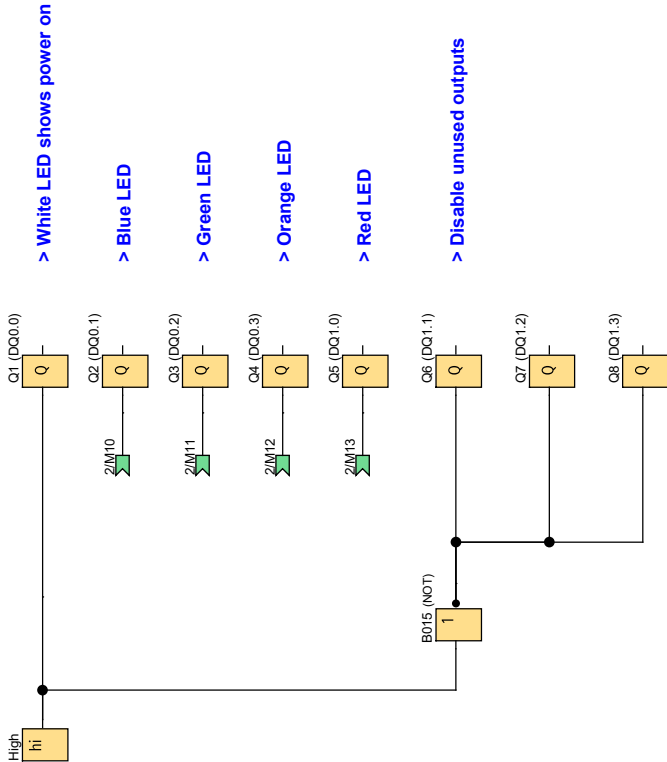 High
hi
B015 (NOT)
1
Q1 (DQ0.0)
Q
> White LED shows power on
2/M10
Q2 (DQ0.1)
Q
> Blue LED
2/M11
Q3 (DQ0.2)
Q
> Green LED
2/M12
Q4 (DQ0.3)
Q
> Orange LED
2/M13
Q5 (DQ1.0)
Q
> Red LED
Q6 (DQ1.1)
Q
> Disable unused outputs
Q7 (DQ1.2)
Q
Q8 (DQ1.3)
Q